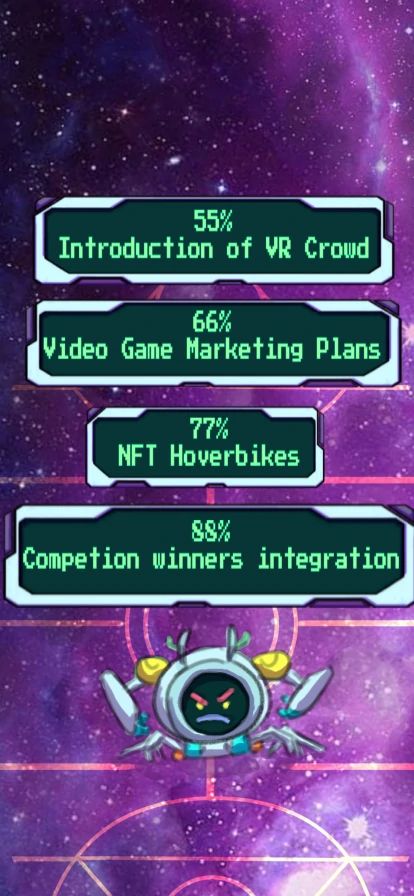 55%
Introduction of VR Crowd
66%
Video Game Marketing Plans
77%
NFT Hoverbikes
88%
Competion winners integration